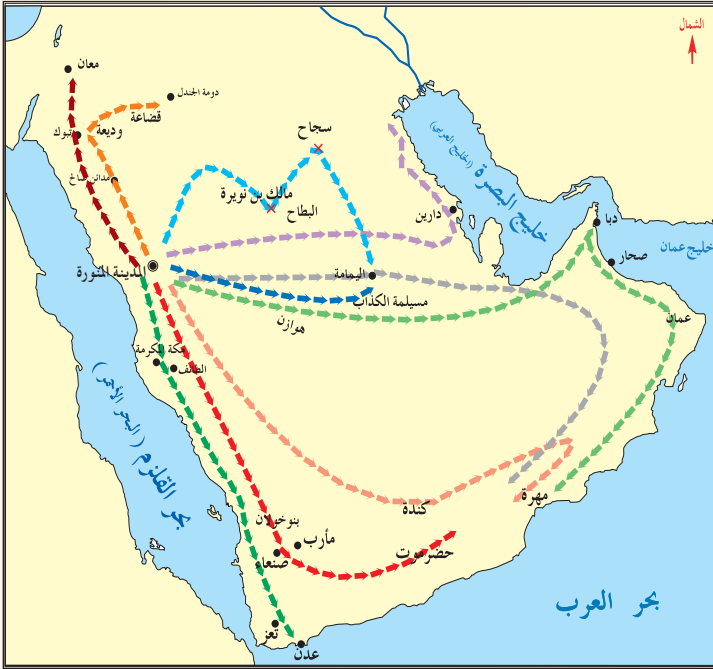 الشمال
معان
دومة الجندل
قضاعة
وديعة
تبوك
سجاح
(الخليج العربي)
خليج البصرة
مدائن صالح
مالك بن نويرة
البطاح
دارين
دبا
صحار
خليج عمان
المدينة المنورة
اليمامة
مسيلمة الكذاب
هوازن
عمان
مكة المكرمة
الطائف
بحر القلزم (البحر الأحمر)
مهرة
كندة
بنوخولان
مأرب
صنعاء
حضرموت
بحر العرب
تعز
عدن